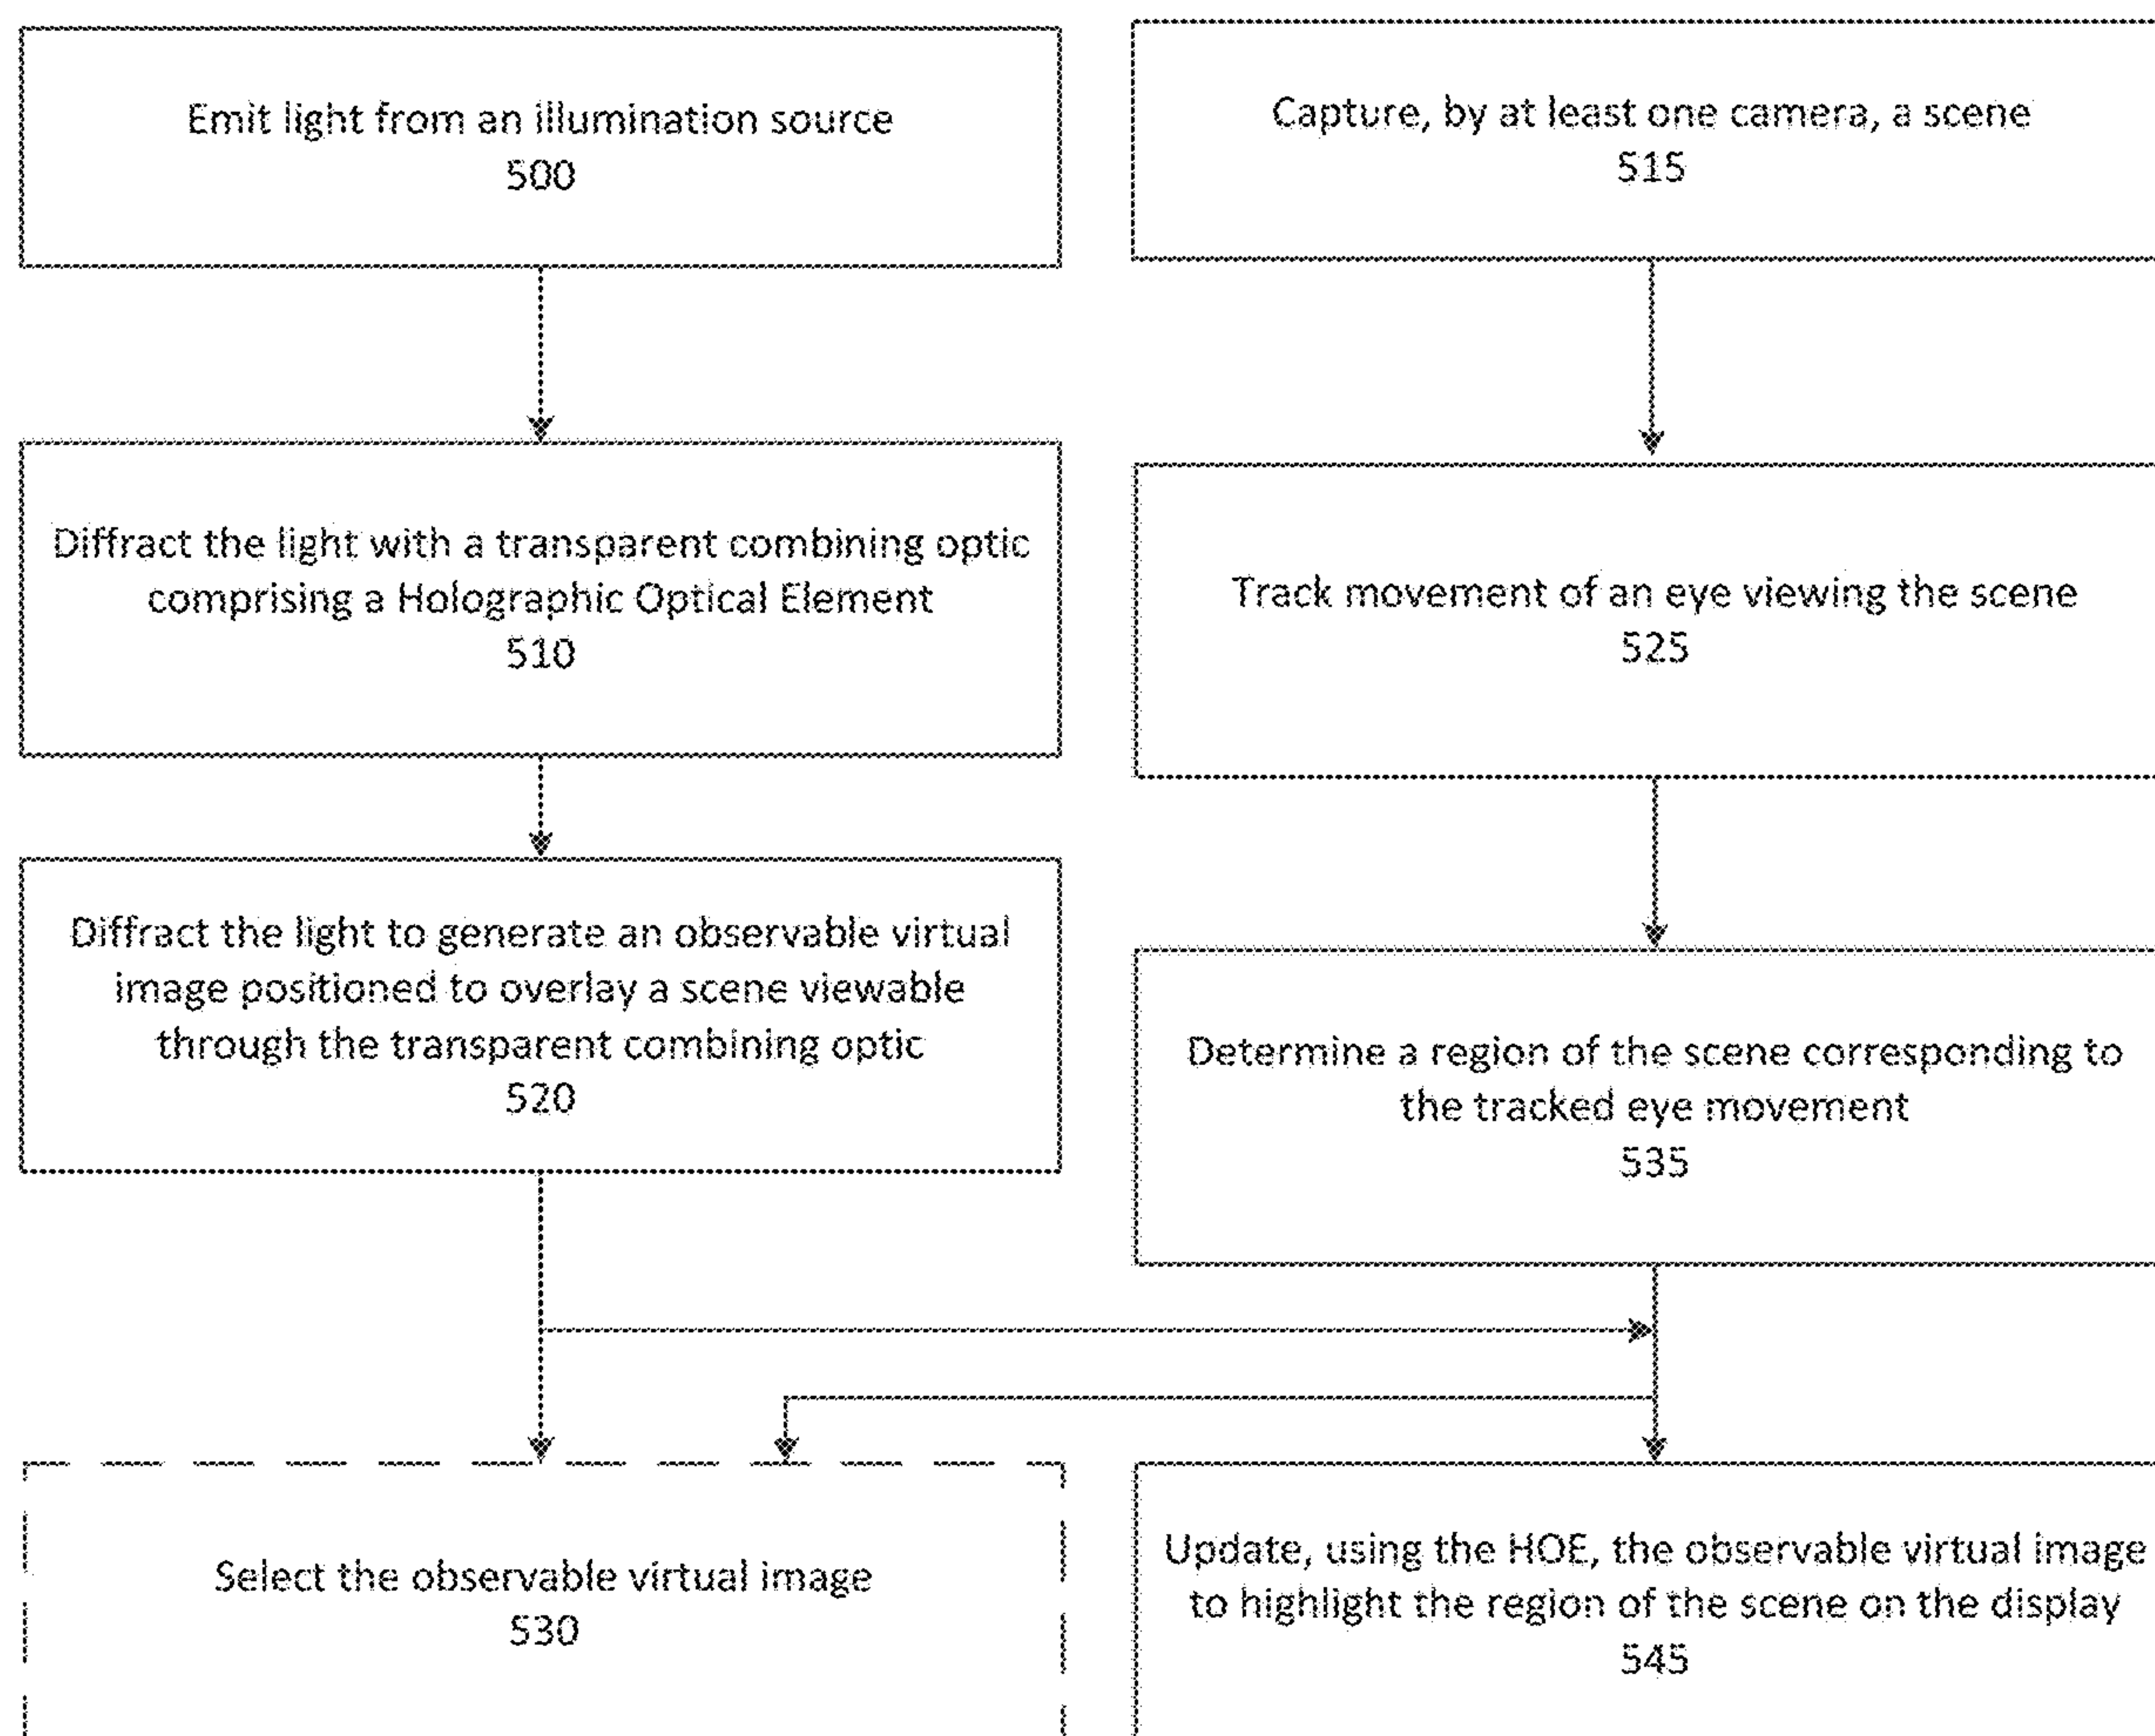 Emit light from an illumination source
500
Diffract the light with a transparent combining optic
comprising a Holographic Optical Element
510
Diffract the light to generate an observable virtual
image positioned to overlay a scene viewable
through the transparent combining optic
520
Select the observable virtual image
530
Capture, by at least one camera, a scene
515
Track movement of an eye viewing the scene
525
Determine a region of the scene corresponding to
the tracked eye movement
535
Update, using the HOE, the observable virtual image
to highlight the region of the scene on the display
545